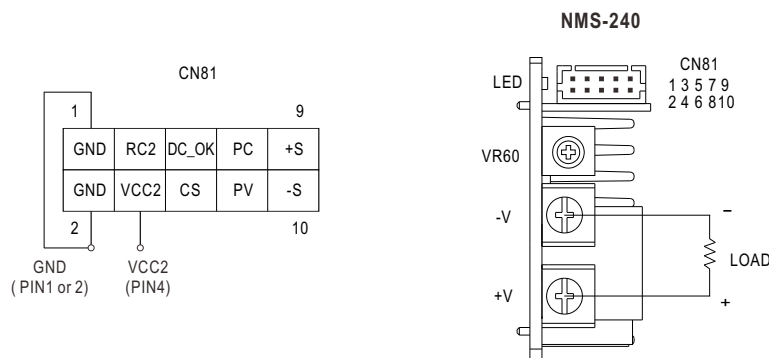 NMS-240
CN81
1 9
GND RC2 DC_OK PC +S
GND VCC2 CS PV -S
2 10
GND
( PIN1 or 2)
VCC2
(PIN4)
LED
CN81
1 3 5 7 9
2 4 6 8 10
VR60
-V
+V
–
LOAD
+